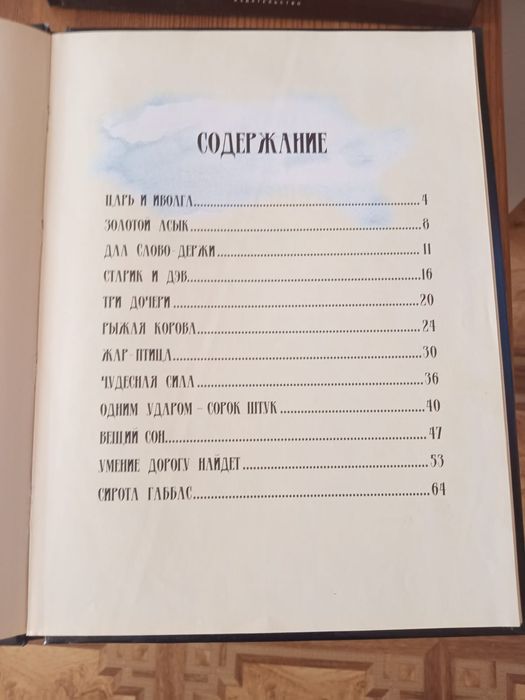 ИЗДАТЕЛЬСТВО
СОДЕРЖАНИЕ
ЦАРЬ И ИВОЛГА.....4
ЗОЛОТОЙ АСЫК.....8
ДАЛ СЛОВО-ДЕРЖИ.....11
СТАРИК И ДЭВ.....16
ТРИ ДОЧЕРИ.....20
РЫЖАЯ КОРОВА.....24
ЖАР-ПТИЦА.....30
ЧУДЕСНАЯ СИЛА.....36
ОДНИМ УДАРОМ – СОРОК ШТУК.....40
ВЕЩИЙ СОН.....47
УМЕНИЕ ДОРОГУ НАЙДЕТ.....53
СИРОТА ГАББАС.....64